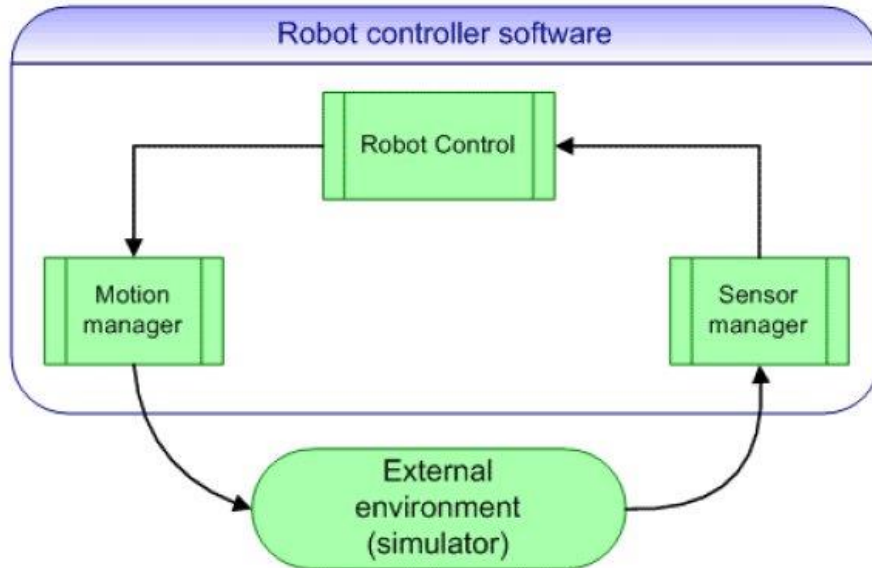 Robot controller software
Robot Control
Motion
manager
Sensor
manager
External
environment
(simulator)